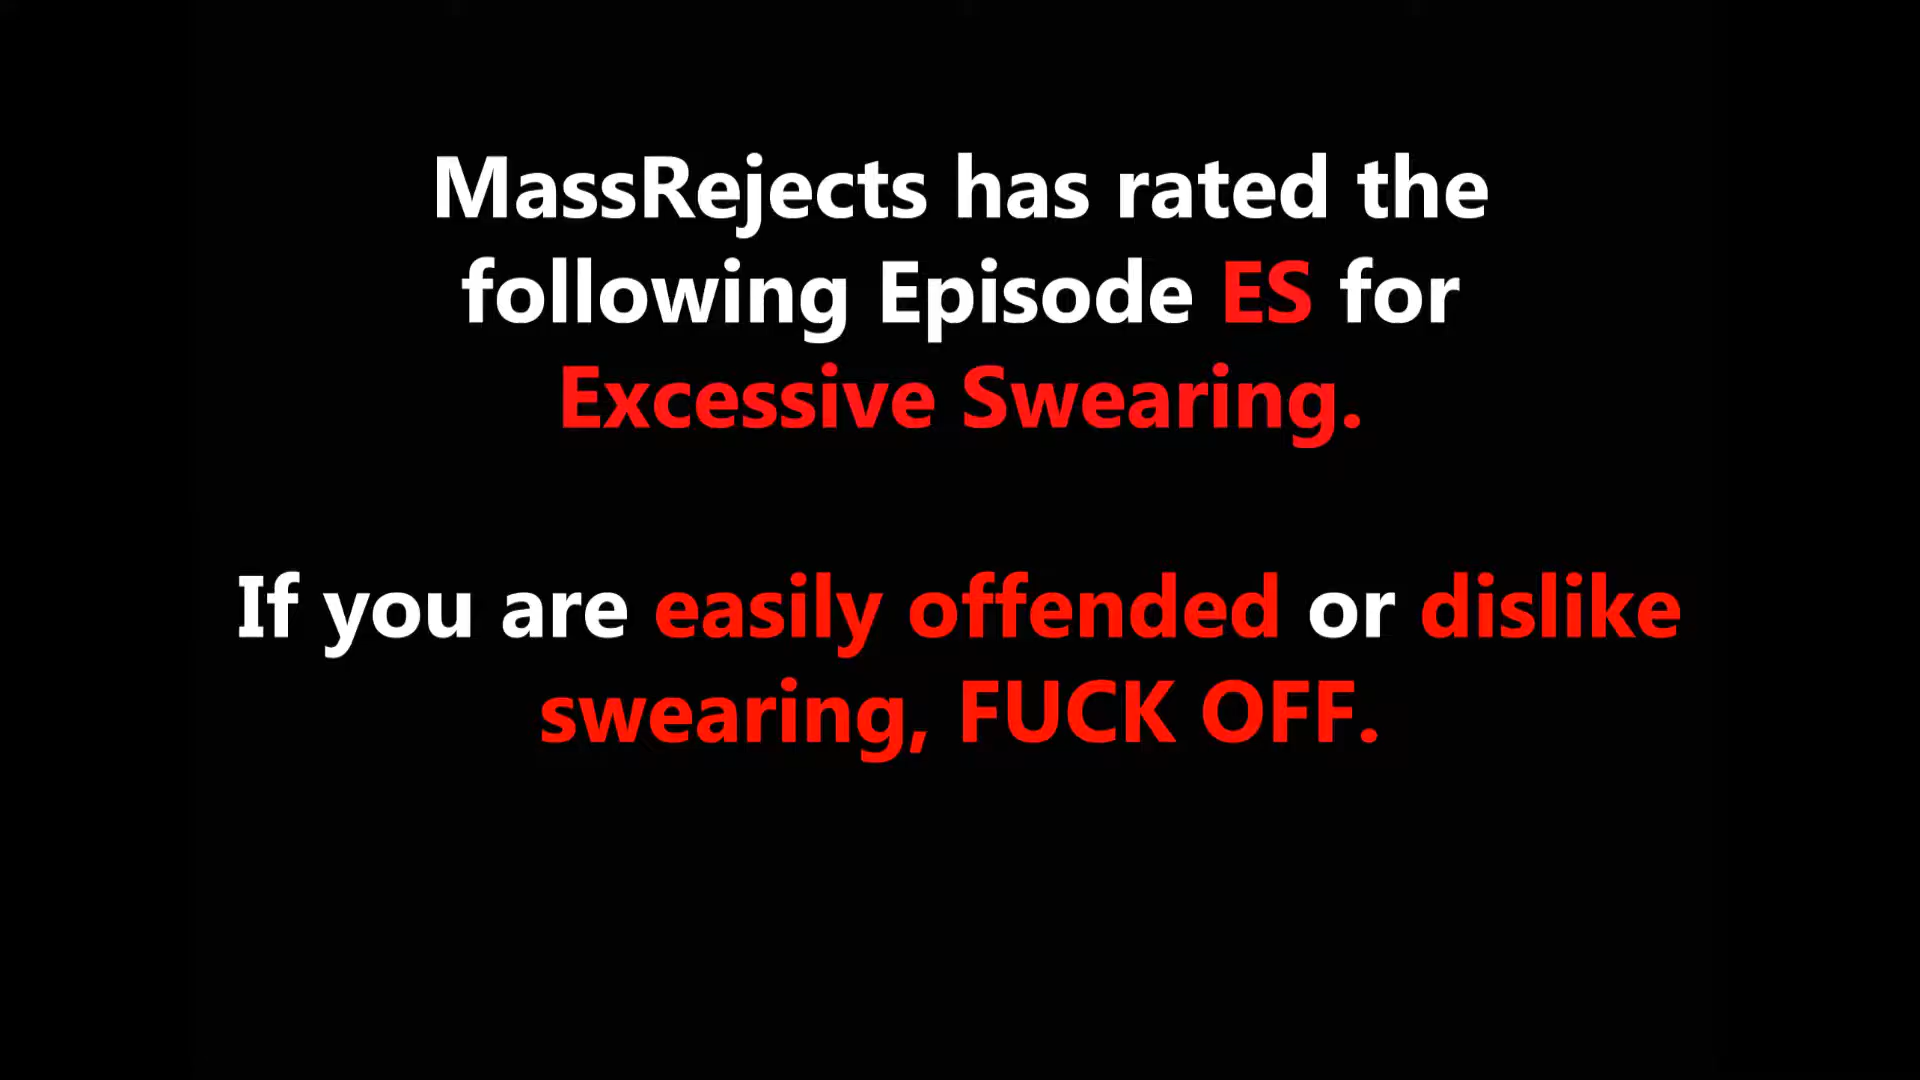 MassRejects has rated the
following Episode ES for
Excessive Swearing.
If you are easily offended or dislike
swearing, FUCK OFF.